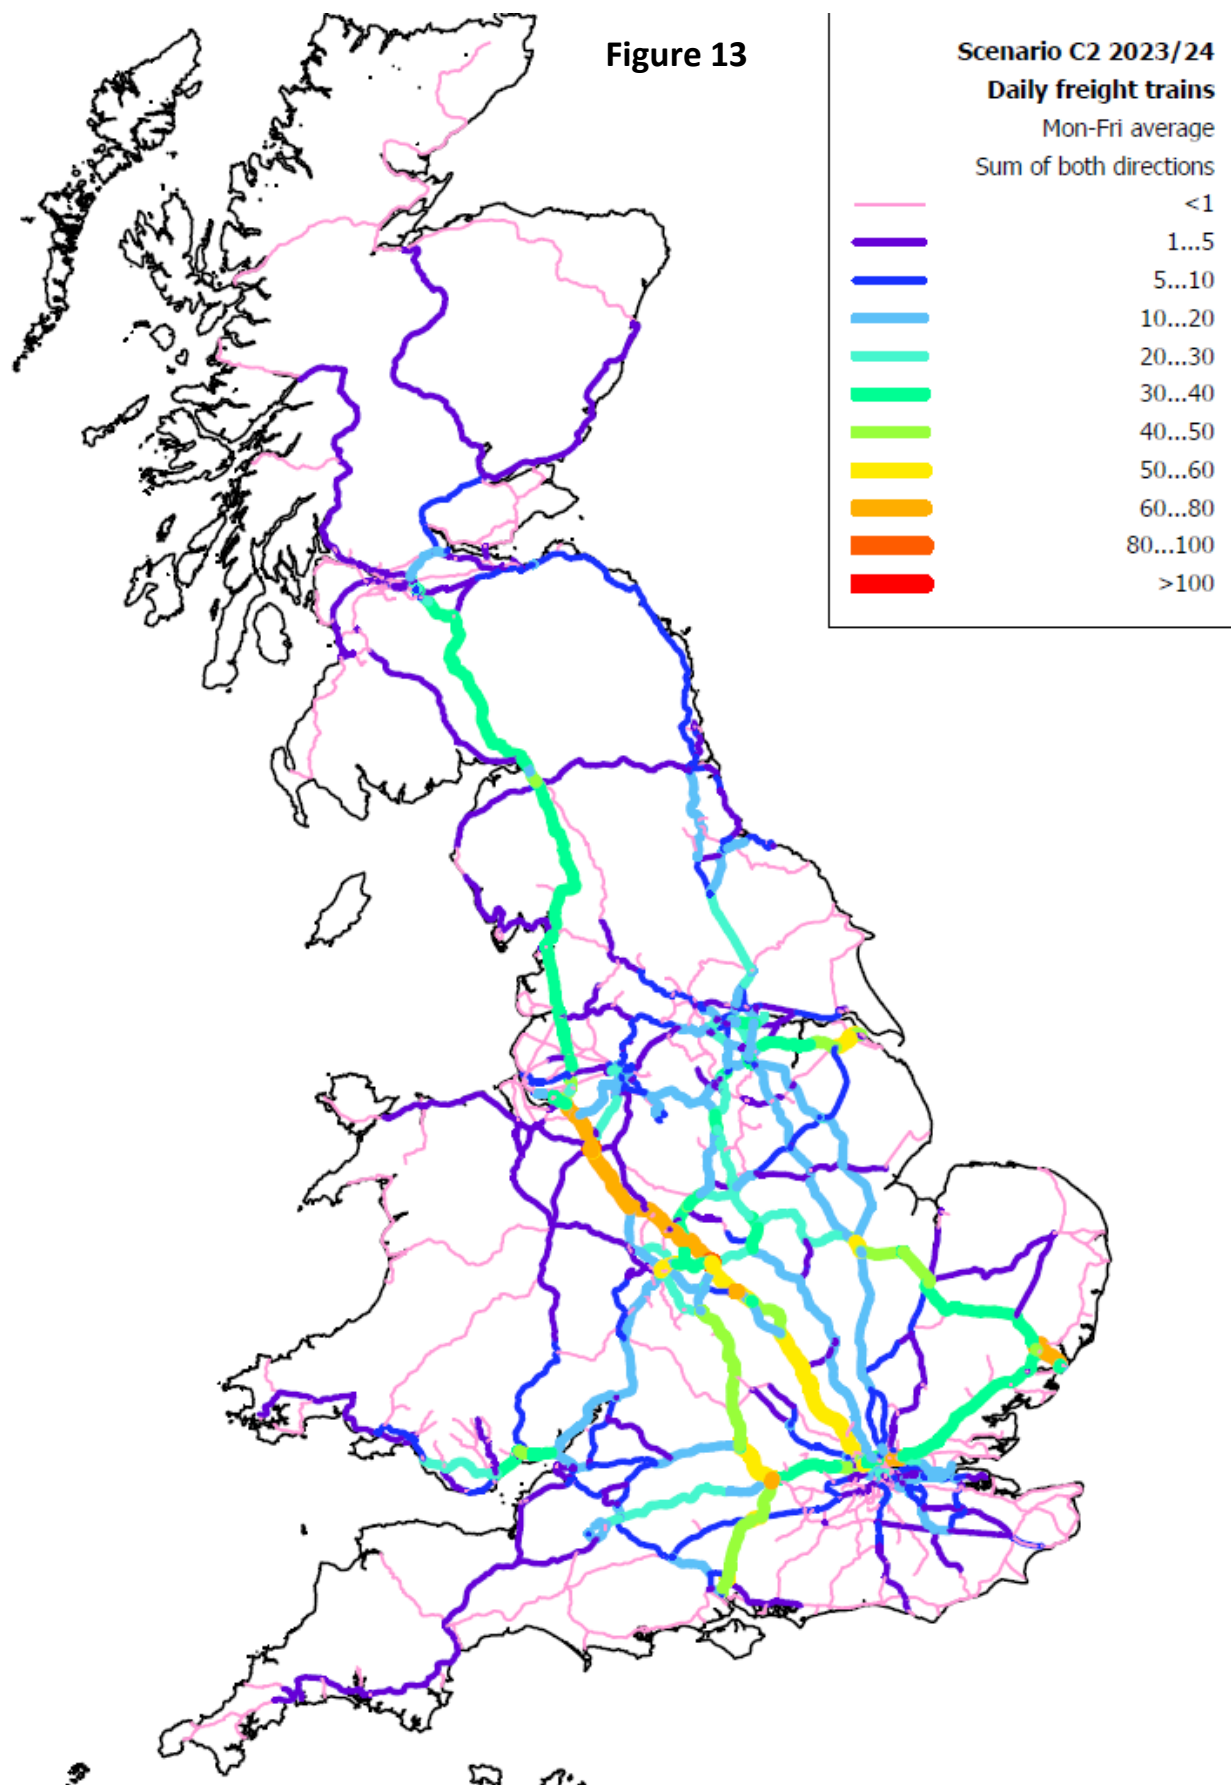 Figure 13
Scenario C2 2023/24
Daily freight trains
Mon-Fri average
Sum of both directions
<1
1...5
5...10
10...20
20...30
30...40
40...50
50...60
60...80
80...100
>100